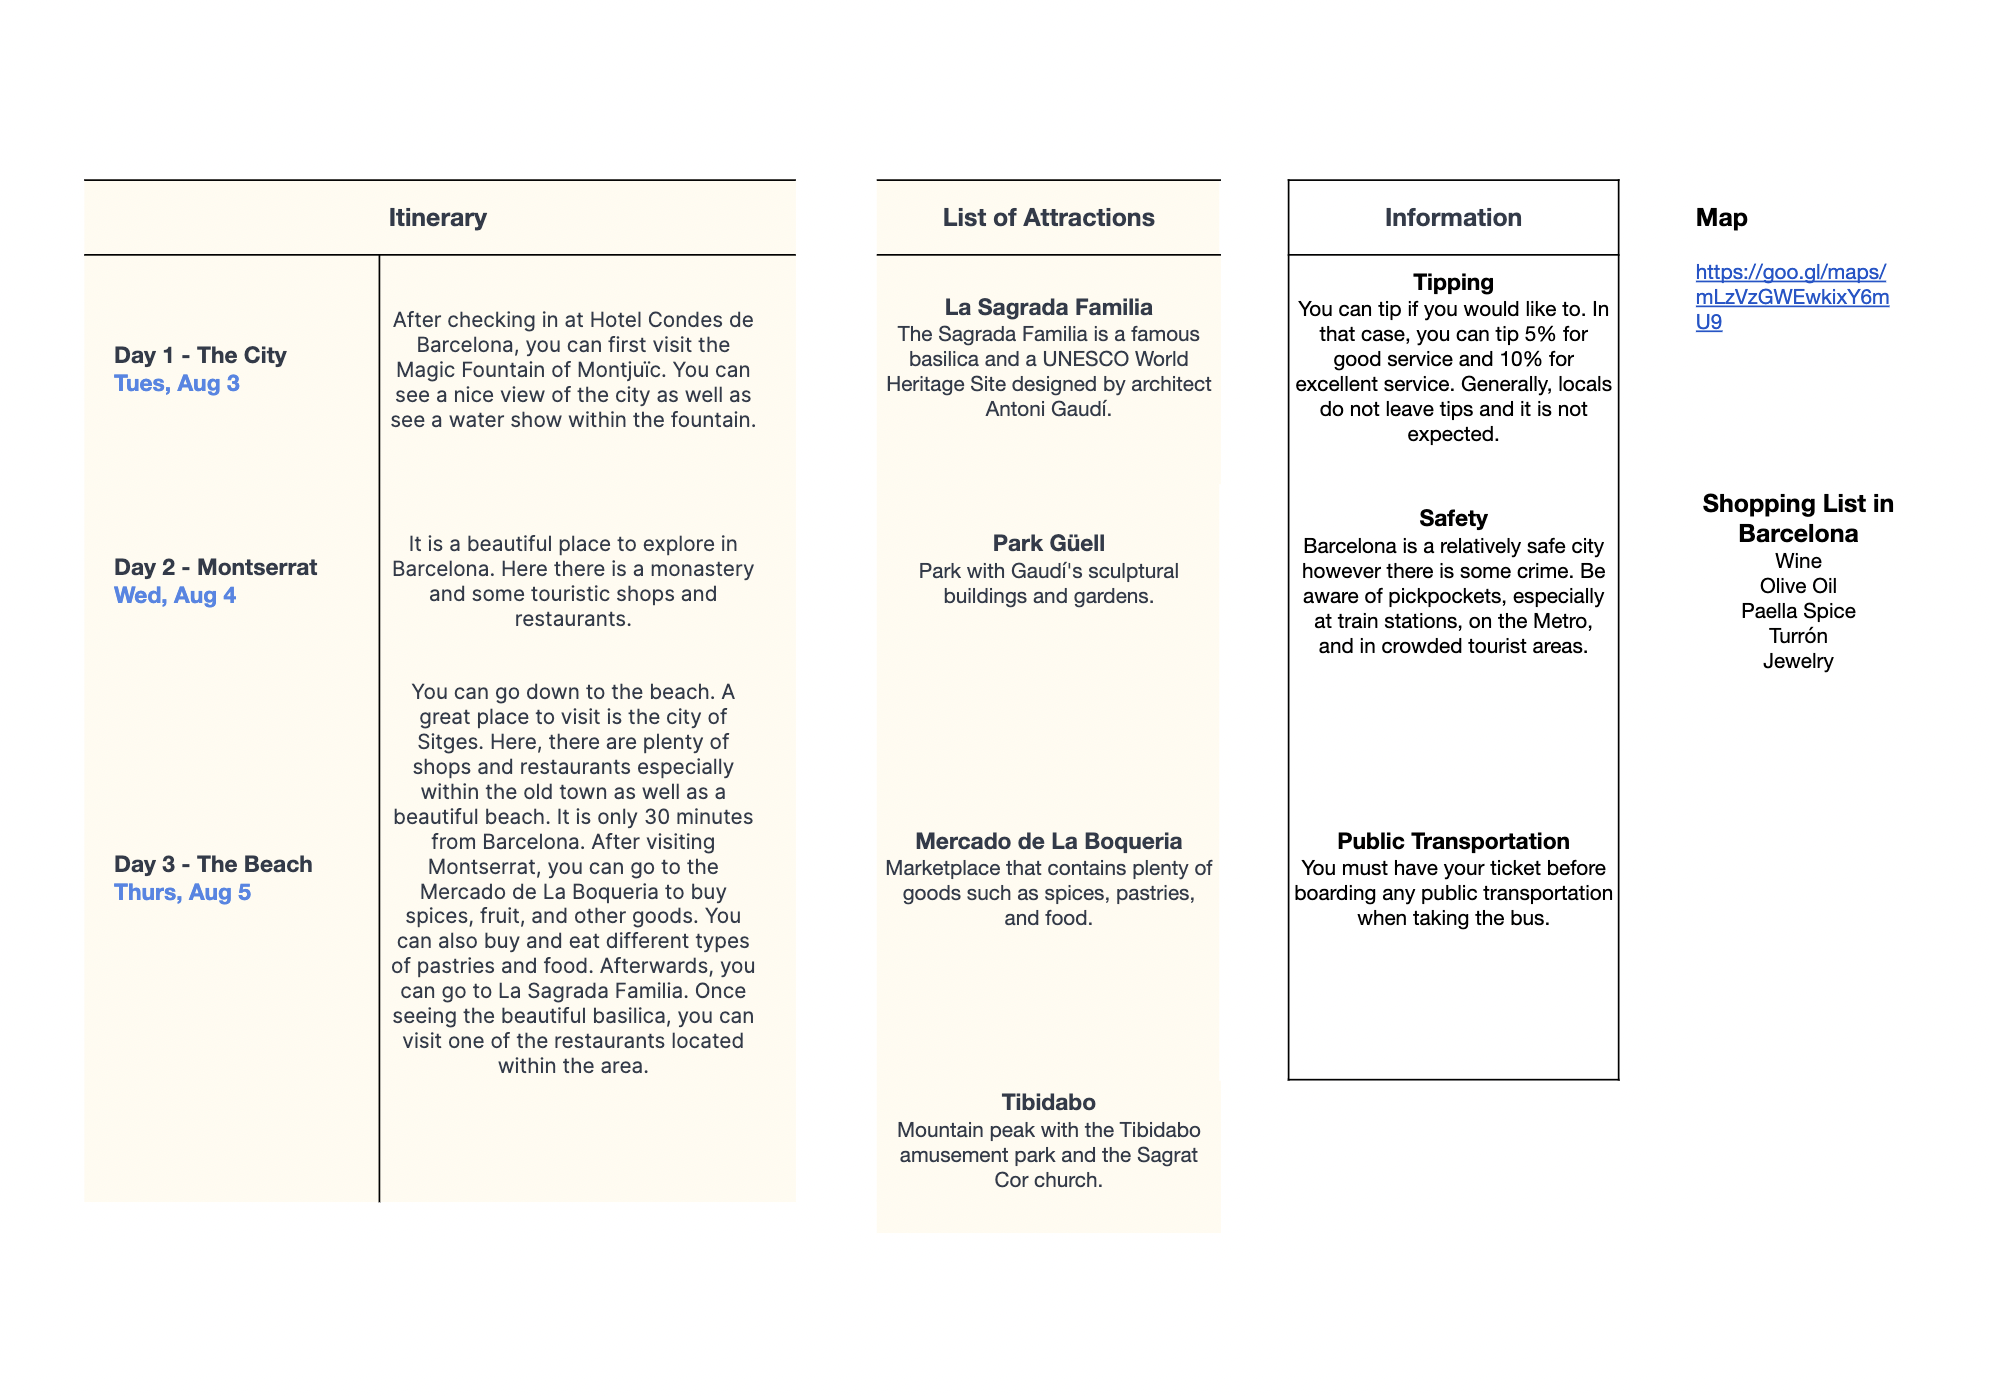 Itinerary
Day 1 - The City
Tues, Aug 3
After checking in at Hotel Condes de
Barcelona, you can first visit the
Magic Fountain of Montjuïc. You can
see a nice view of the city as well as
see a water show within the fountain.
Day 2 - Montserrat
Wed, Aug 4
It is a beautiful place to explore in
Barcelona. Here there is a monastery
and some touristic shops and
restaurants.
Day 3 - The Beach
Thurs, Aug 5
You can go down to the beach. A
great place to visit is the city of
Sitges. Here, there are plenty of
shops and restaurants especially
within the old town as well as a
beautiful beach. It is only 30 minutes
from Barcelona. After visiting
Montserrat, you can go to the
Mercado de La Boqueria to buy
spices, fruit, and other goods. You
can also buy and eat different types
of pastries and food. Afterwards, you
can go to La Sagrada Familia. Once
seeing the beautiful basilica, you can
visit one of the restaurants located
within the area.
List of Attractions
La Sagrada Familia
The Sagrada Familia is a famous
basilica and a UNESCO World
Heritage Site designed by architect
Antoni Gaudí.
Park Güell
Park with Gaudí's sculptural
buildings and gardens.
Mercado de La Boqueria
Marketplace that contains plenty of
goods such as spices, pastries,
and food.
Tibidabo
Mountain peak with the Tibidabo
amusement park and the Sagrat
Cor church.
Information
Tipping
You can tip if you would like to. In
that case, you can tip 5% for
good service and 10% for
excellent service. Generally, locals
do not leave tips and it is not
expected.
Safety
Barcelona is a relatively safe city
however there is some crime. Be
aware of pickpockets, especially
at train stations, on the Metro,
and in crowded tourist areas.
Public Transportation
You must have your ticket before
boarding any public transportation
when taking the bus.
Map
https://goo.gl/maps/
mLzVzGWEwkixY6m
U9
Shopping List in
Barcelona
Wine
Olive Oil
Paella Spice
Turrón
Jewelry